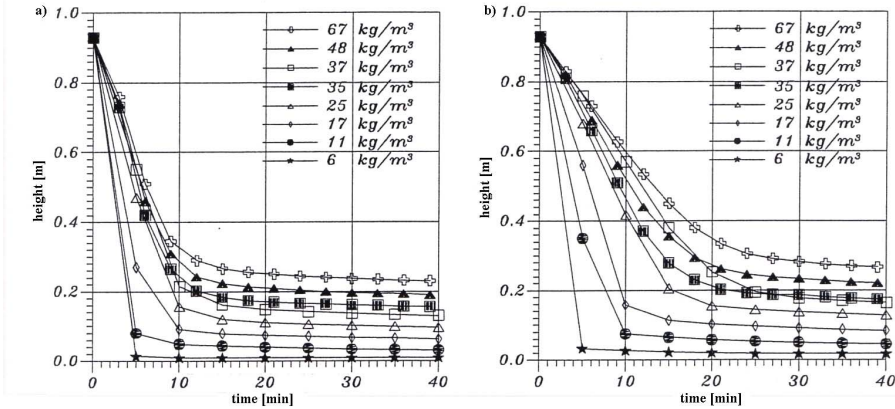 a)
1.0
0.8
0.6
0.4
0.2
0.0
height [m]
67 kg/m³
48 kg/m³
37 kg/m³
35 kg/m³
25 kg/m³
17 kg/m³
11 kg/m³
6 kg/m³
0 10 20 30 40
time [min]
b)
1.0
0.8
0.6
0.4
0.2
0.0
height [m]
67 kg/m³
48 kg/m³
37 kg/m³
35 kg/m³
25 kg/m³
17 kg/m³
11 kg/m³
6 kg/m³
0 10 20 30 40
time [min]